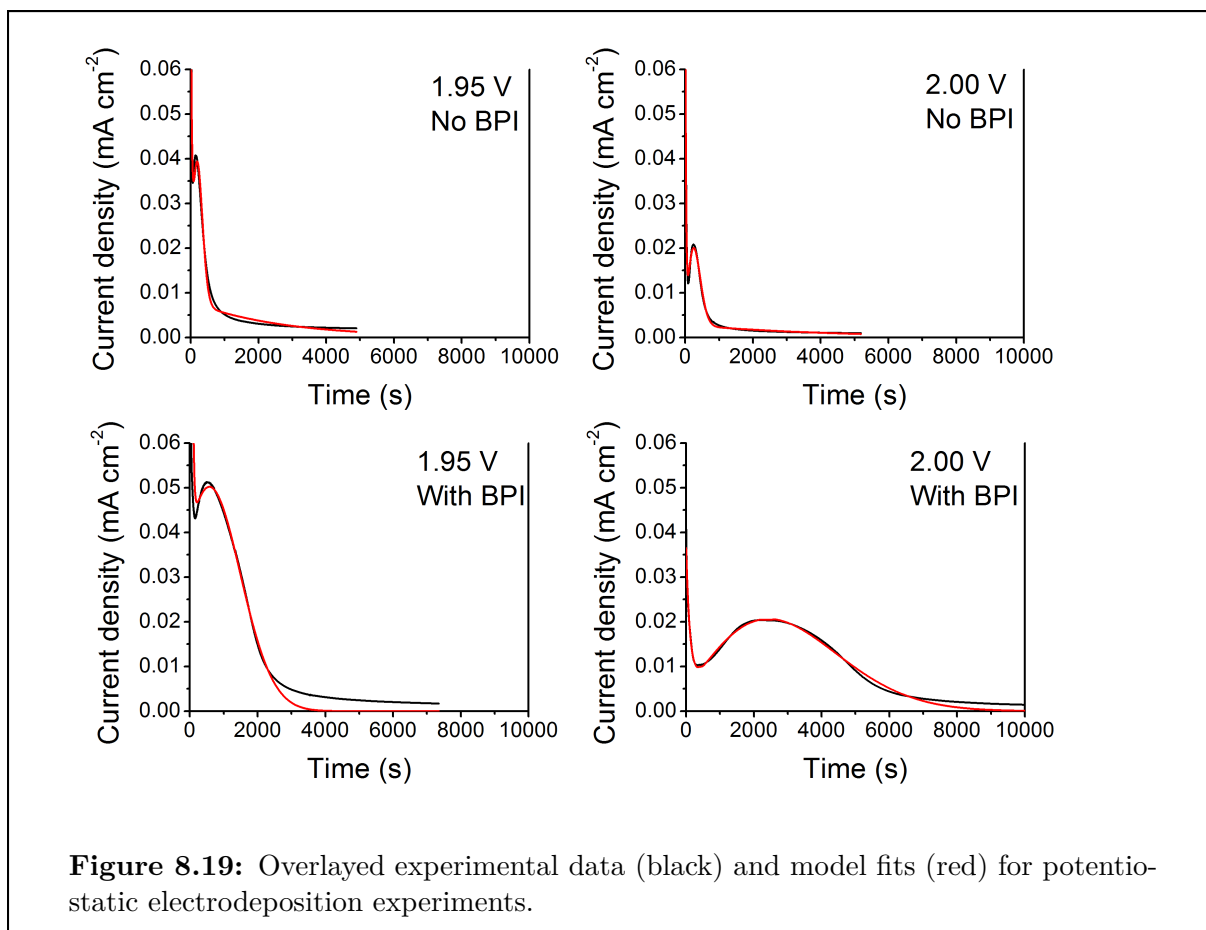 Current density (mA cm-2)
0.06
0.05
0.04
0.03
0.02
0.01
0.00
1.95 V
No BPI
0 2000 4000 6000 8000 10000
Time (s)
Current density (mA cm-2)
0.06
0.05
0.04
0.03
0.02
0.01
0.00
2.00 V
No BPI
0 2000 4000 6000 8000 10000
Time (s)
Current density (mA cm-2)
0.06
0.05
0.04
0.03
0.02
0.01
0.00
1.95 V
With BPI
0 2000 4000 6000 8000 10000
Time (s)
Current density (mA cm-2)
0.06
0.05
0.04
0.03
0.02
0.01
0.00
2.00 V
With BPI
0 2000 4000 6000 8000 10000
Time (s)
Figure 8.19: Overlayed experimental data (black) and model fits (red) for potentio-
static electrodeposition experiments.